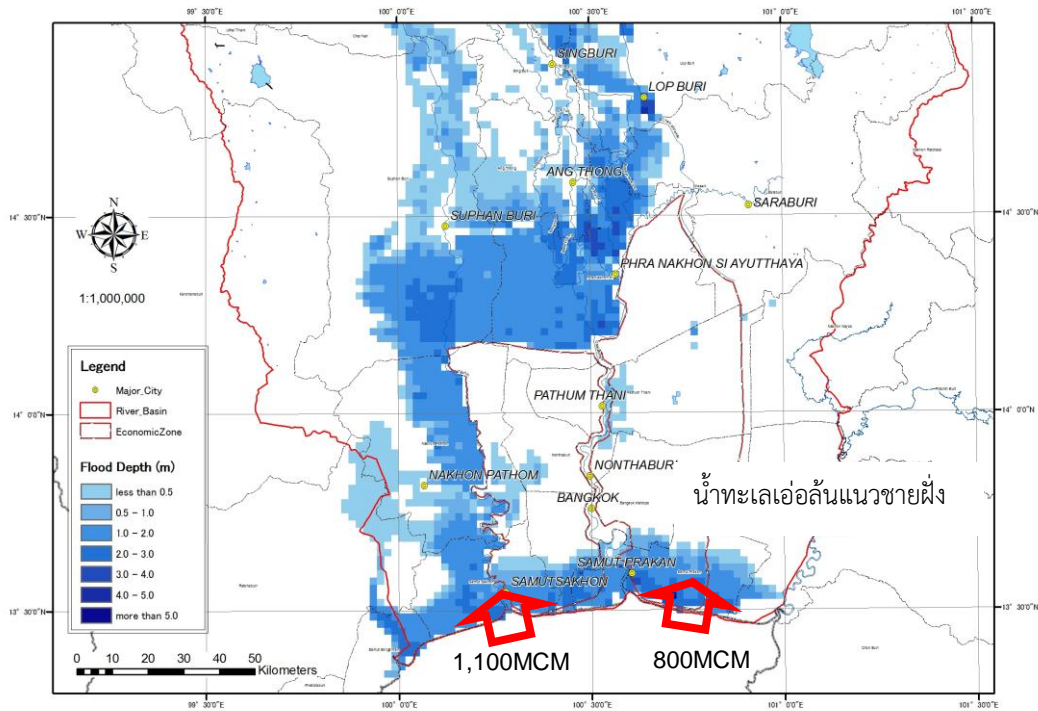 99° 30'0"E
100° 0'0"E
100° 30'0"E
101° 0'0"E
101° 30'0"E
SINGBURI
LOP BURI
ANG THONG
SARABURI
SUPHAN BURI
14° 30'0"N
14° 30'0"N
N
W
E
S
PHRA NAKHON SI AYUTTHAYA
1:1,000,000
Legend
Major_City
River_Basin
EconomicZone
Flood Depth (m)
less than 0.5
0.5 - 1.0
1.0 - 2.0
2.0 - 3.0
3.0 - 4.0
4.0 - 5.0
more than 5.0
PATHUM THANI
14° 0'0"N
14° 0'0"N
NAKHON PATHOM
NONTHABUR
น้ำทะเลเอ่อล้นแนวชายฝั่ง
BANGKOK
SAMUT PRAKAN
SAMUTSAKHON
13° 30'0"N
13° 30'0"N
1,100MCM
800MCM
0 5 10 20 30 40 50
Kilometers
99° 30'0"E
100° 0'0"E
100° 30'0"E
101° 0'0"E
101° 30'0"E